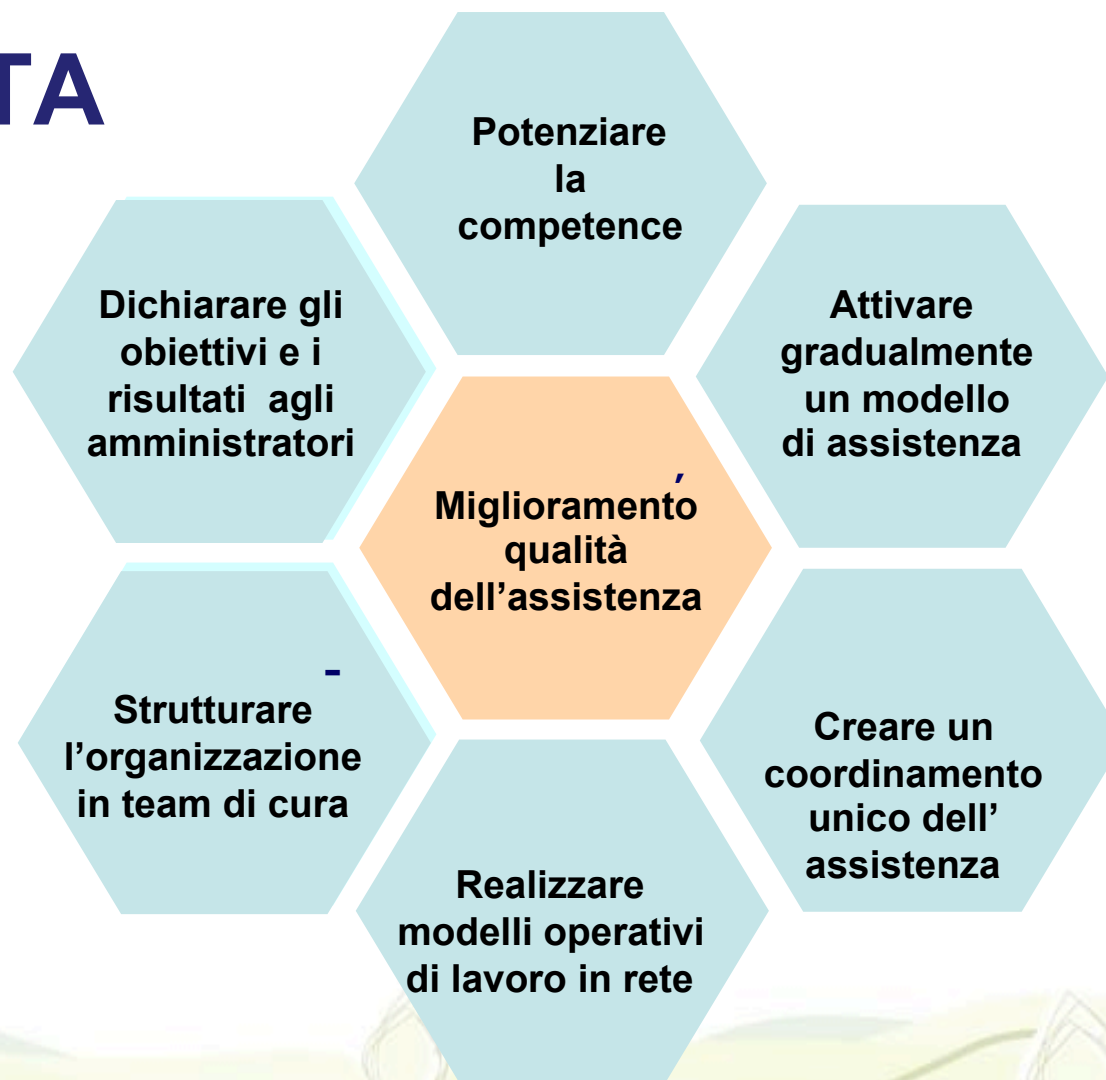 TA
Potenziare
la
competence
Dichiarare gli
obiettivi e i
risultati agli
amministratori
Attivare
gradualmente
un modello
di assistenza
Miglioramento
qualità
dell’assistenza
Strutturare
l’organizzazione
in team di cura
Creare un
coordinamento
unico dell’
assistenza
Realizzare
modelli operativi
di lavoro in rete